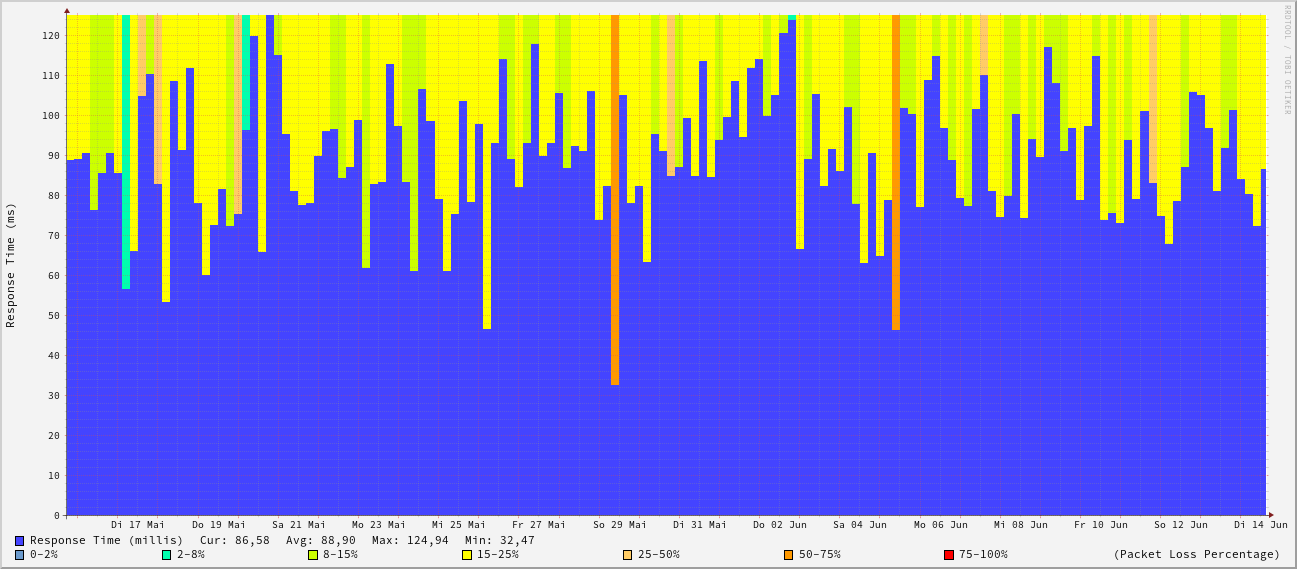 RRDTOOL / TOBI OETIKER
Response Time (ms)
120
110
100
90
80
70
60
50
40
30
20
10
0
Di 17 Mai Do 19 Mai Sa 21 Mai Mo 23 Mai Mi 25 Mai Fr 27 Mai So 29 Mai Di 31 Mai Do 02 Jun Sa 04 Jun Mo 06 Jun Mi 08 Jun Fr 10 Jun So 12 Jun Di 14 Jun
Response Time (millis) Cur: 86,58 Avg: 88,90 Max: 124,94 Min: 32,47
0-2% 2-8% 8-15% 15-25% 25-50% 50-75% 75-100% (Packet Loss Percentage)